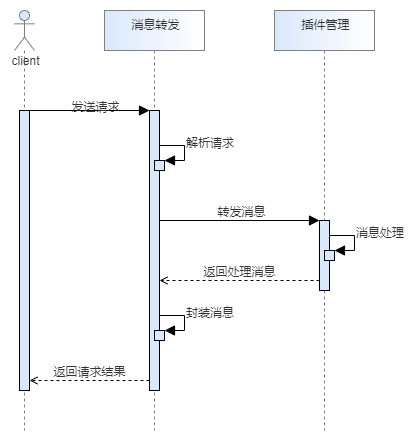 消息转发
插件管理
client
发送请求
解析请求
转发消息
消息处理
返回处理消息
封装消息
返回请求结果